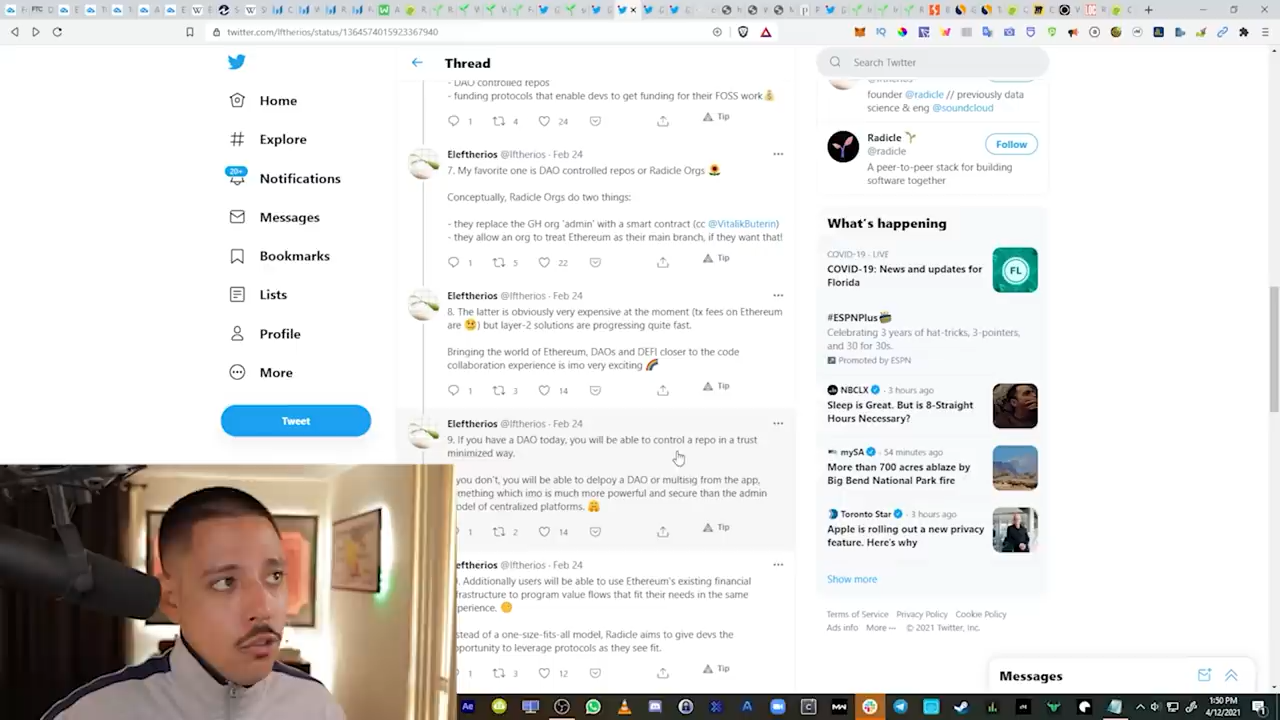 FTC
twitter.com/lftherios/status/1364574015923367940
Home
Explore
20+
Notifications
Messages
Bookmarks
Lists
Profile
More
Tweet
Thread
- DAO controlled repos
- funding protocols that enable devs to get funding for their FOSS work💰
1 4 24 Tip
Eleftherios @lftherios · Feb 24
7. My favorite one is DAO controlled repos or Radicle Orgs 🌻
Conceptually, Radicle Orgs do two things:
- they replace the GH org 'admin' with a smart contract (cc @VitalikButerin)
- they allow an org to treat Ethereum as their main branch, if they want that!
1 5 22 Tip
Eleftherios @lftherios · Feb 24
8. The latter is obviously very expensive at the moment (tx fees on Ethereum
are 🤒) but layer-2 solutions are progressing quite fast.
Bringing the world of Ethereum, DAOs and DEFI closer to the code
collaboration experience is imo very exciting 🌈
1 3 14 Tip
Eleftherios @lftherios · Feb 24
9. If you have a DAO today, you will be able to control a repo in a trust
minimized way.
you don't, you will be able to delpoy a DAO or multisig from the app,
omething which imo is much more powerful and secure than the admin
odel of centralized platforms. 🤗
1 2 14 Tip
eftherios @lftherios · Feb 24
. Additionally users will be able to use Ethereum's existing financial
frastructure to program value flows that fit their needs in the same
perience.
stead of a one-size-fits-all model, Radicle aims to give devs the
portunity to leverage protocols as they see fit.
1 3 12 Tip
Search Twitter
founder @radicle // previously data
science & eng @soundcloud
Radicle 🌱
@radicle
Follow
A peer-to-peer stack for building
software together
What's happening
COVID-19 · LIVE
COVID-19: News and updates for
Florida
FL
#ESPNPlus
Celebrating 3 years of hat-tricks, 3-pointers,
and 30 for 30s.
Promoted by ESPN
NBCLX · 3 hours ago
Sleep is Great. But is 8-Straight
Hours Necessary?
mySA · 54 minutes ago
More than 700 acres ablaze by
Big Bend National Park fire
Toronto Star · 3 hours ago
Apple is rolling out a new privacy
feature. Here's why
Show more
Terms of Service Privacy Policy Cookie Policy
Ads info More ··· © 2021 Twitter, Inc.
Messages
Ae
1:50 PM
4/12/2021